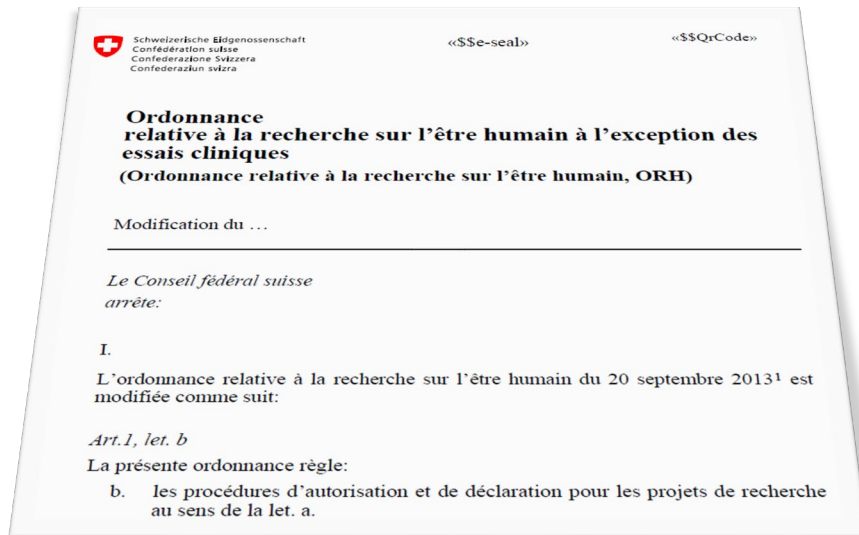 Schweizerische Eidgenossenschaft
Confédération suisse
Confederazione Svizzera
Confederaziun svizra
«$$e-seal»
«$$QrCode»
Ordonnance
relative à la recherche sur l’être humain à l’exception des
essais cliniques
(Ordonnance relative à la recherche sur l’être humain, ORH)
Modification du …
Le Conseil fédéral suisse
arrête:
I.
L’ordonnance relative à la recherche sur l’être humain du 20 septembre 2013¹ est
modifiée comme suit:
Art.1, let. b
La présente ordonnance règle:
b. les procédures d’autorisation et de déclaration pour les projets de recherche
au sens de la let. a.